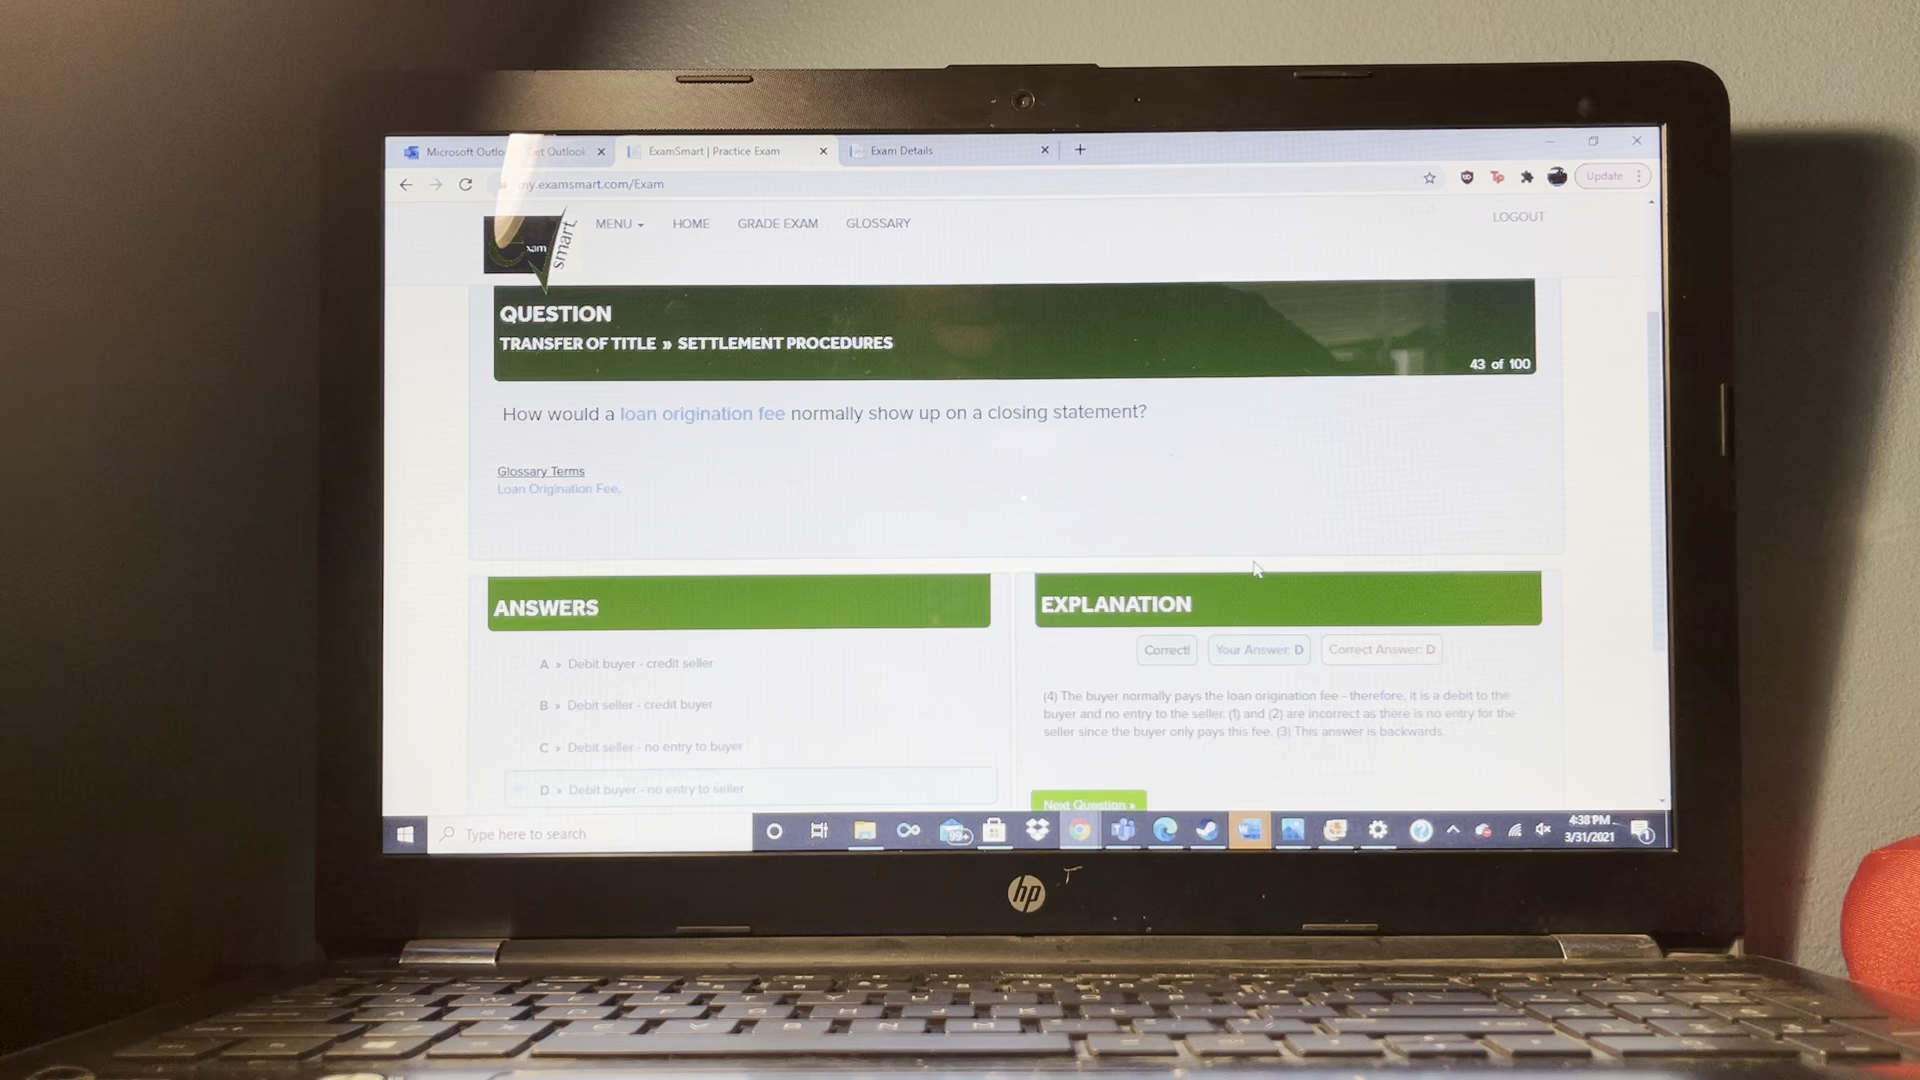 Microsoft Outlo Get Outlook
ExamSmart | Practice Exam
Exam Details
my.examsmart.com/Exam
Update
xam
smart
MENU
HOME
GRADE EXAM
GLOSSARY
LOGOUT
QUESTION
TRANSFER OF TITLE » SETTLEMENT PROCEDURES
43 of 100
How would a loan origination fee normally show up on a closing statement?
Glossary Terms
Loan Origination Fee,
ANSWERS
A » Debit buyer - credit seller
B » Debit seller - credit buyer
C » Debit seller - no entry to buyer
D » Debit buyer - no entry to seller
EXPLANATION
Correct! Your Answer: D Correct Answer: D
(4) The buyer normally pays the loan origination fee - therefore, it is a debit to the
buyer and no entry to the seller. (1) and (2) are incorrect as there is no entry for the
seller since the buyer only pays this fee. (3) This answer is backwards.
Next Question »
Type here to search
99+
4:38 PM
3/31/2021
hp